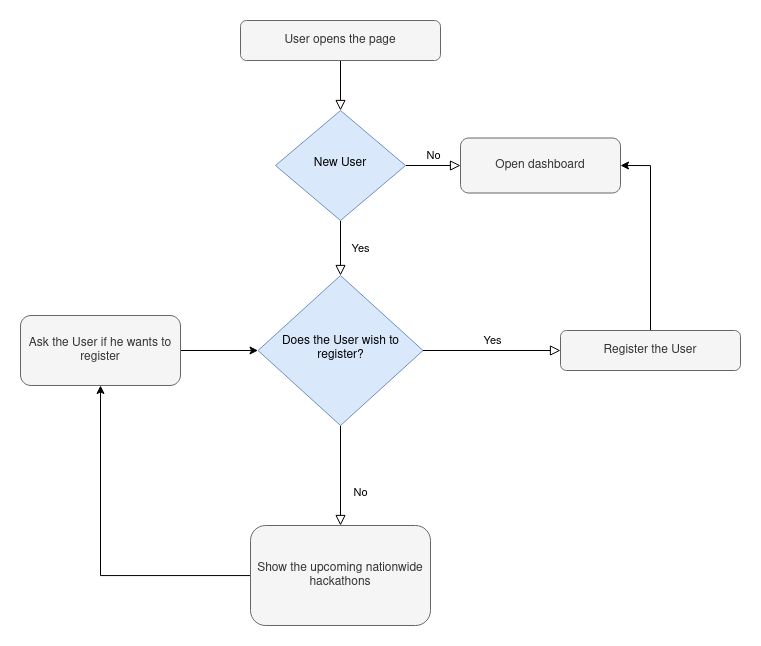 User opens the page
New User
No
Open dashboard
Yes
Ask the User if he wants to
register
Does the User wish to
register?
Yes
Register the User
No
Show the upcoming nationwide
hackathons